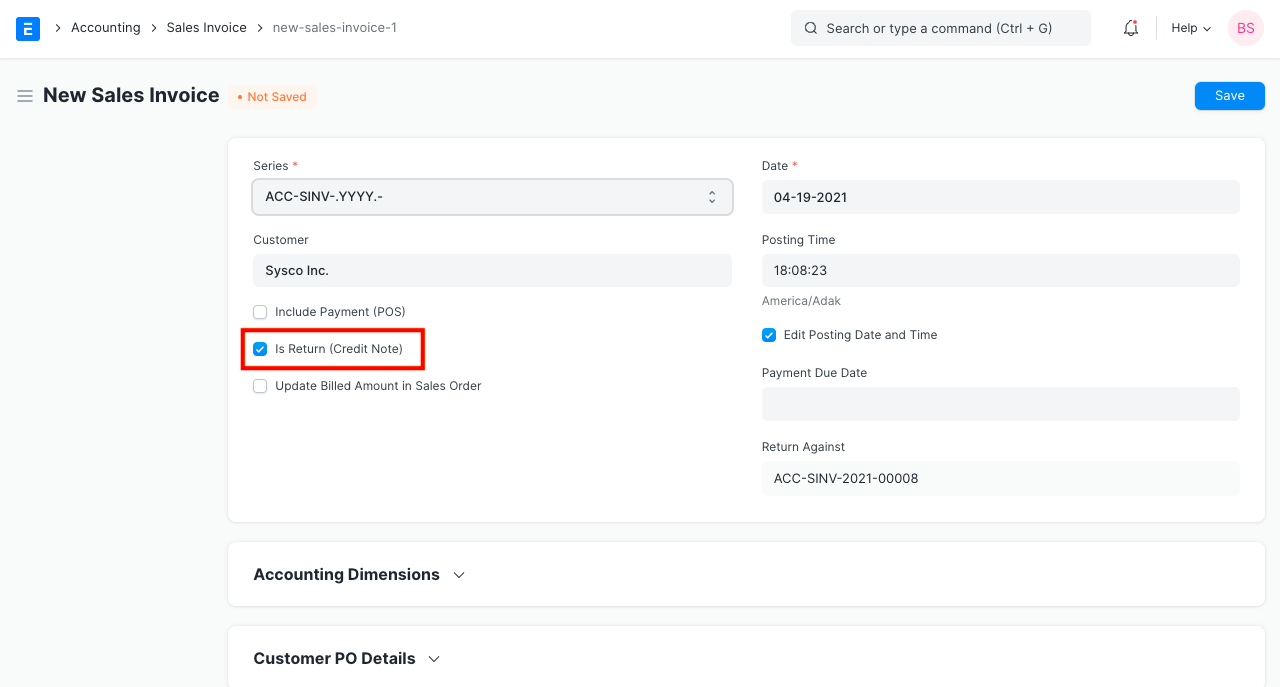 E
Accounting
Sales Invoice
new-sales-invoice-1
Search or type a command (Ctrl + G)
Help
BS
New Sales Invoice
Not Saved
Save
Series *
ACC-SINV-.YYYY.-
Customer
Sysco Inc.
Include Payment (POS)
Is Return (Credit Note)
Update Billed Amount in Sales Order
Date *
04-19-2021
Posting Time
18:08:23
America/Adak
Edit Posting Date and Time
Payment Due Date
Return Against
ACC-SINV-2021-00008
Accounting Dimensions
Customer PO Details